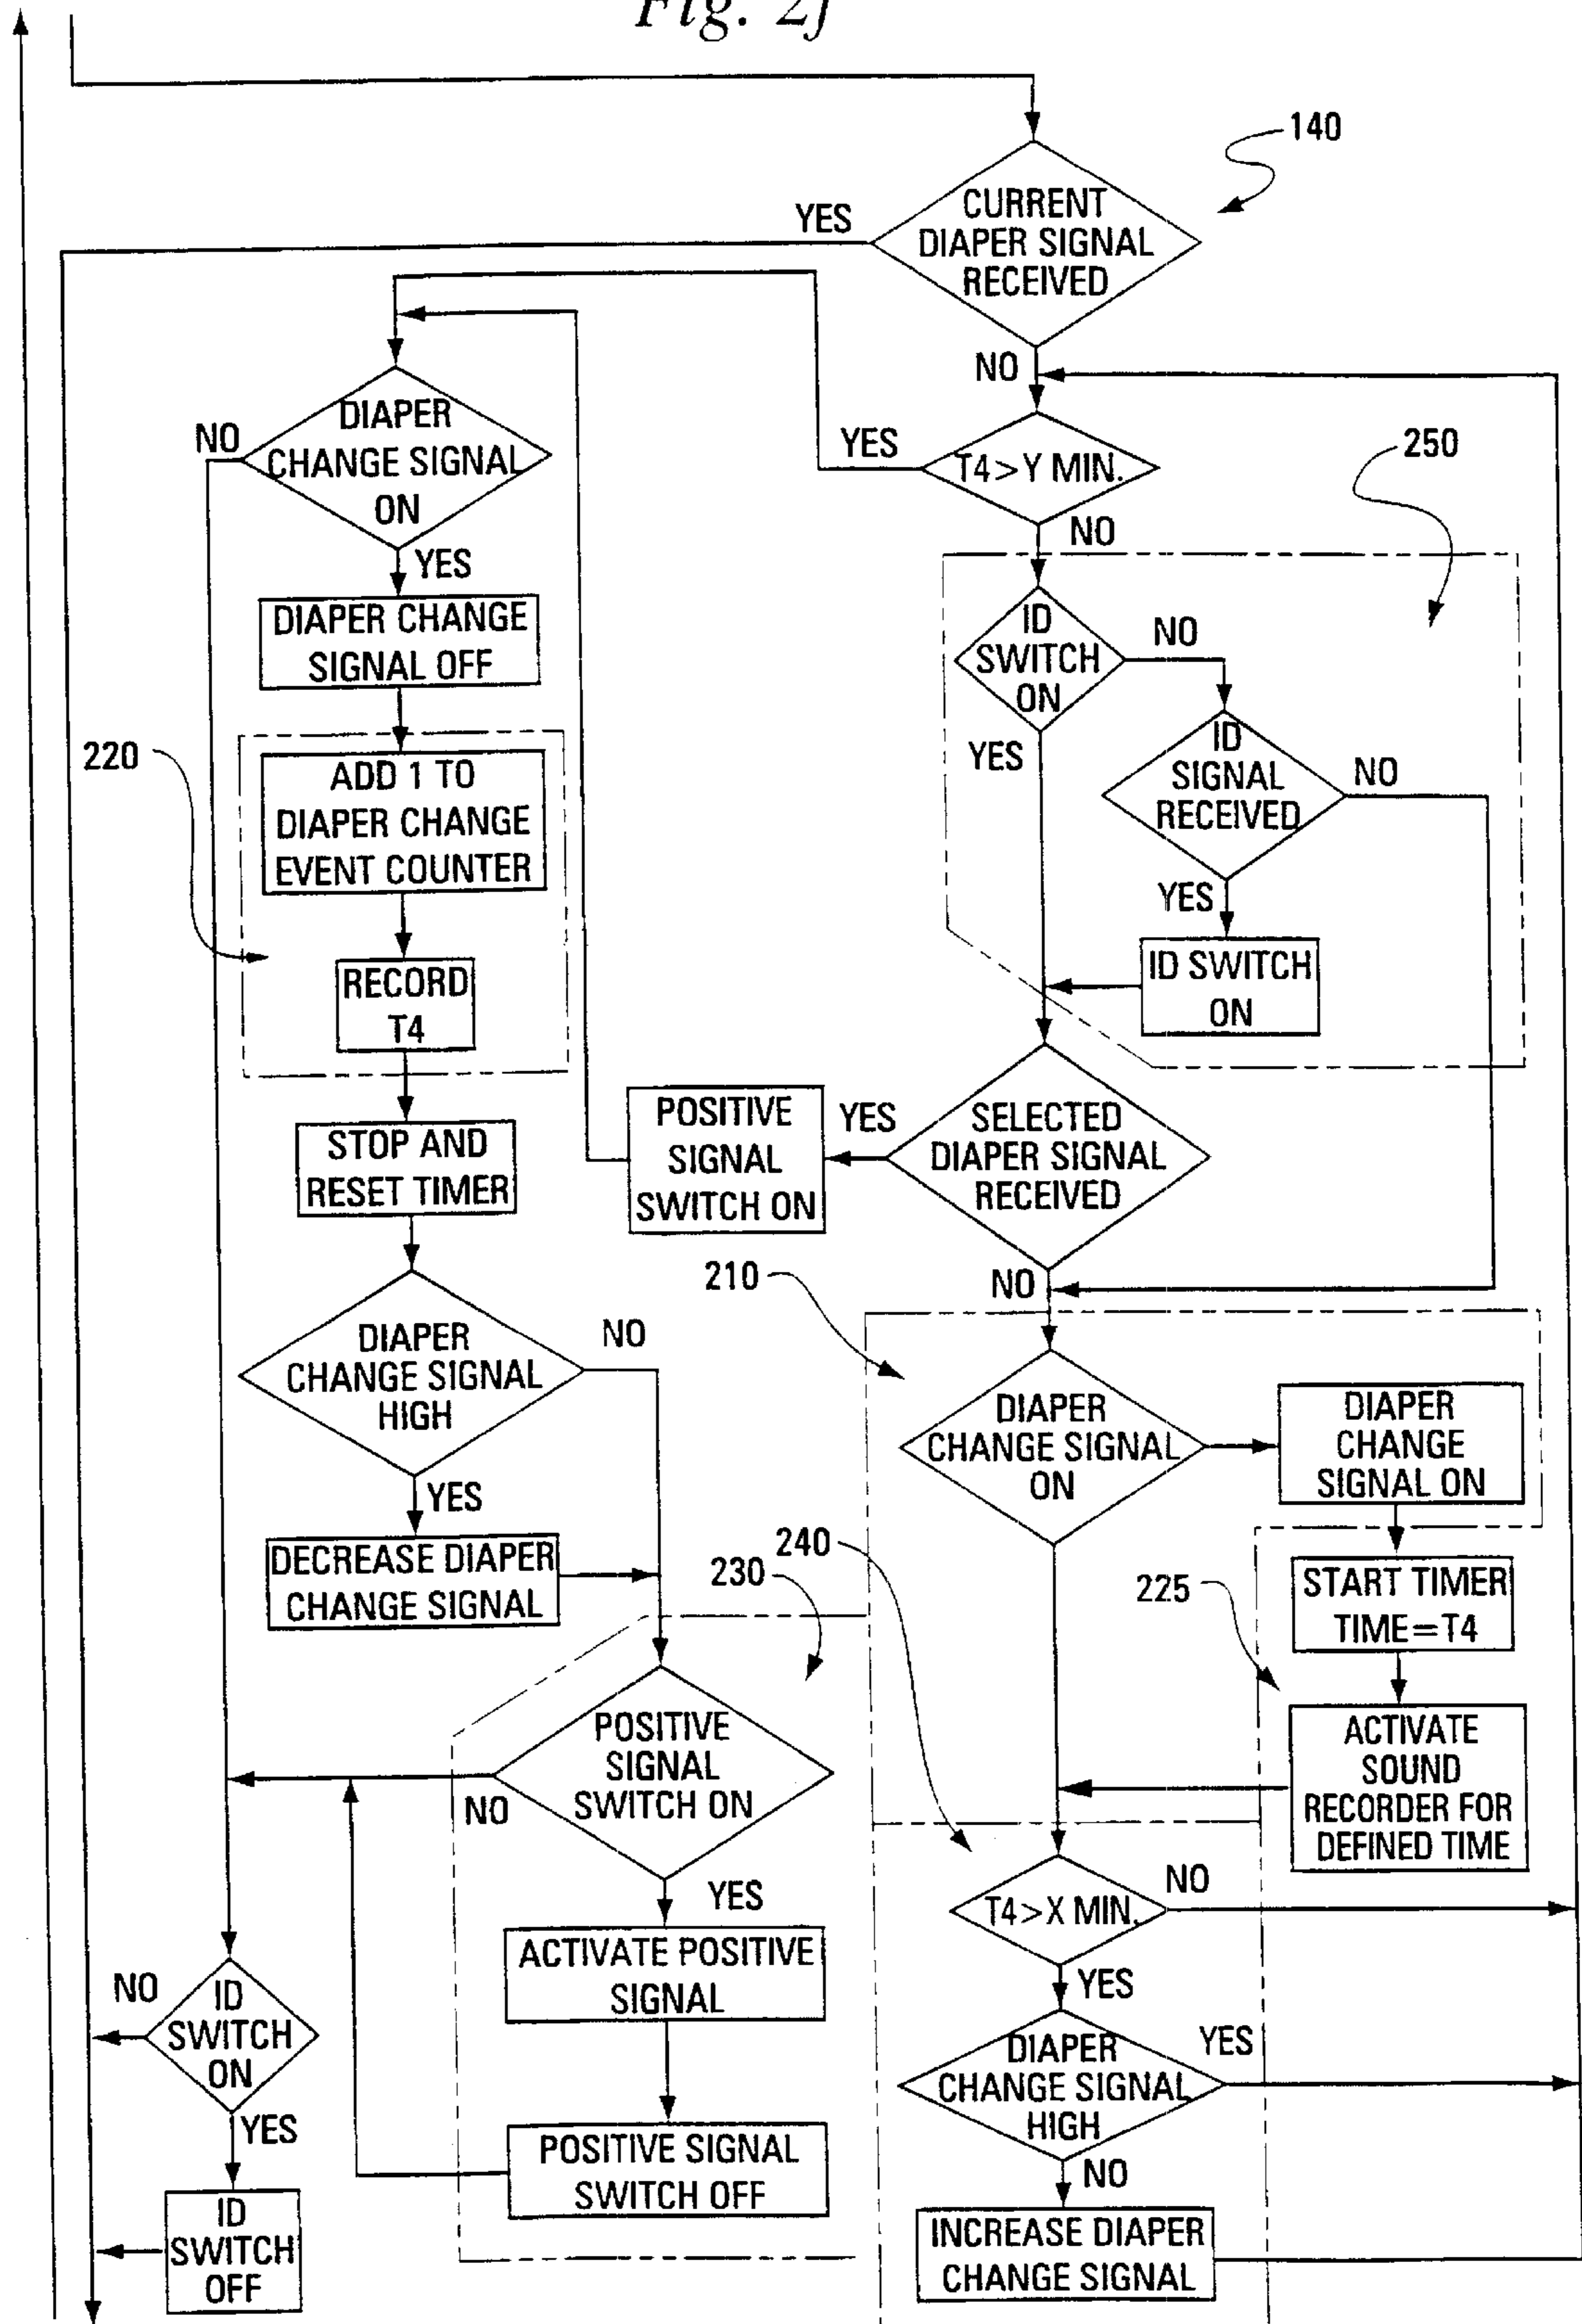 Fig. 2j
140
CURRENT
DIAPER SIGNAL
RECEIVED
YES
NO
DIAPER
CHANGE SIGNAL
ON
NO
YES
T4>Y MIN.
YES
NO
250
DIAPER CHANGE
SIGNAL OFF
ID
SWITCH
ON
NO
YES
ID
SIGNAL
RECEIVED
NO
YES
ID SWITCH
ON
220
ADD 1 TO
DIAPER CHANGE
EVENT COUNTER
RECORD
T4
STOP AND
RESET TIMER
POSITIVE
SIGNAL
SWITCH ON
YES
SELECTED
DIAPER SIGNAL
RECEIVED
NO
210
DIAPER
CHANGE SIGNAL
HIGH
NO
YES
DECREASE DIAPER
CHANGE SIGNAL
DIAPER
CHANGE SIGNAL
ON
DIAPER
CHANGE
SIGNAL ON
240
230
225
START TIMER
TIME=T4
ACTIVATE
SOUND
RECORDER FOR
DEFINED TIME
POSITIVE
SIGNAL
SWITCH ON
NO
YES
ACTIVATE POSITIVE
SIGNAL
POSITIVE SIGNAL
SWITCH OFF
T4>X MIN.
NO
YES
DIAPER
CHANGE SIGNAL
HIGH
YES
NO
INCREASE DIAPER
CHANGE SIGNAL
NO
ID
SWITCH
ON
YES
ID
SWITCH
OFF